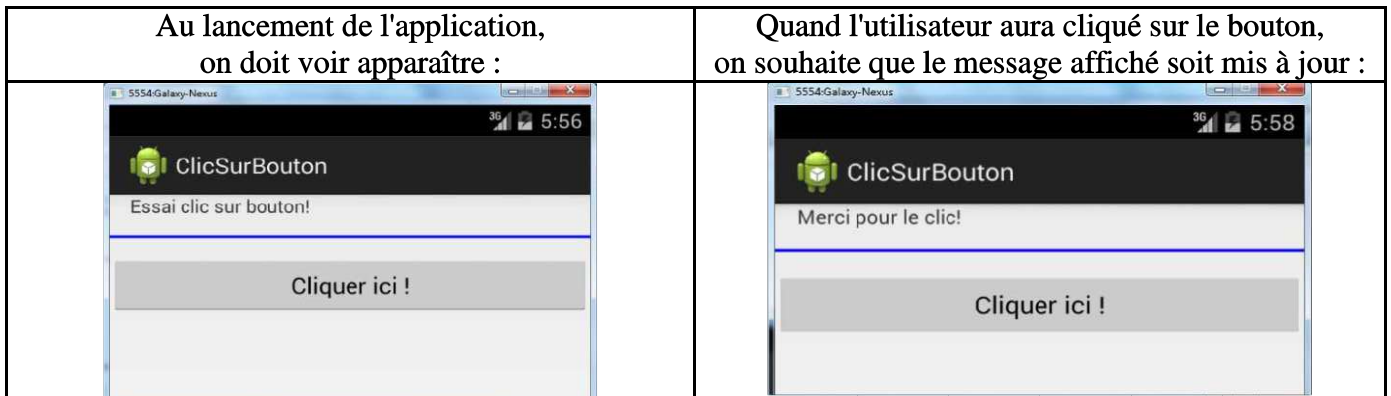 Au lancement de l'application,
on doit voir apparaître :
Quand l'utilisateur aura cliqué sur le bouton,
on souhaite que le message affiché soit mis à jour :
5554:Galaxy-Nexus
3G 5:56
ClicSurBouton
Essai clic sur bouton!
Cliquer ici !
5554:Galaxy-Nexus
3G 5:58
ClicSurBouton
Merci pour le clic!
Cliquer ici !